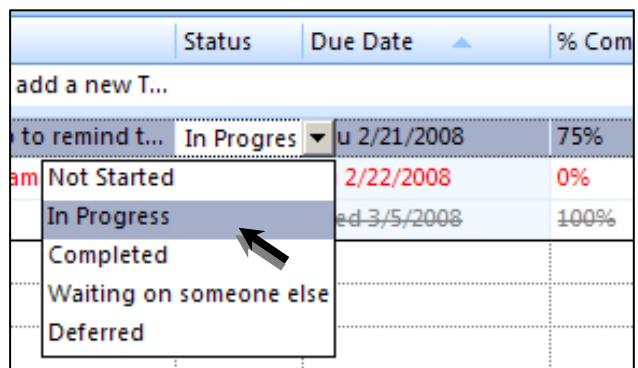 Status Due Date % Com
add a new T...
to remind t... In Progres u 2/21/2008 75%
am Not Started 2/22/2008 0%
In Progress ed 3/5/2008 100%
Completed
Waiting on someone else
Deferred